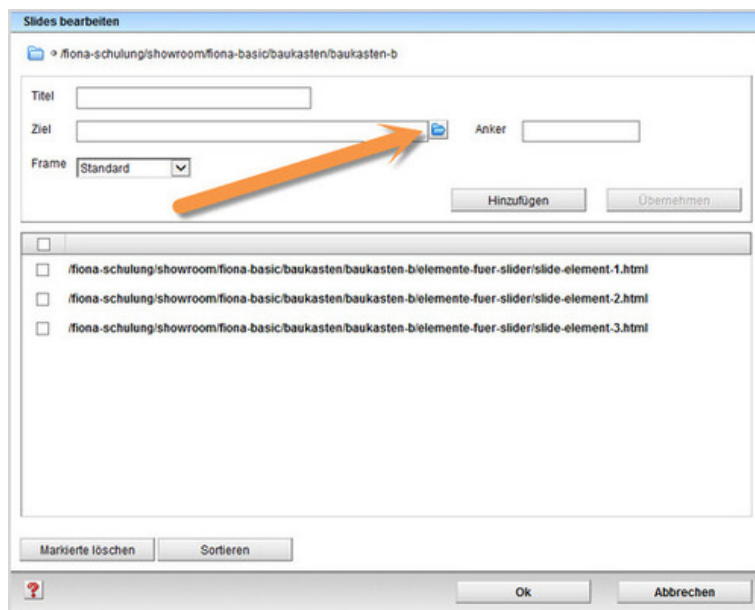 Slides bearbeiten
/fiona-schulung/showroom/fiona-basic/baukasten/baukasten-b
Titel
Ziel Anker
Frame Standard
Hinzufügen Übernehmen
/fiona-schulung/showroom/fiona-basic/baukasten/baukasten-b/elemente-fuer-slider/slide-element-1.html
/fiona-schulung/showroom/fiona-basic/baukasten/baukasten-b/elemente-fuer-slider/slide-element-2.html
/fiona-schulung/showroom/fiona-basic/baukasten/baukasten-b/elemente-fuer-slider/slide-element-3.html
Markierte löschen Sortieren
? Ok Abbrechen